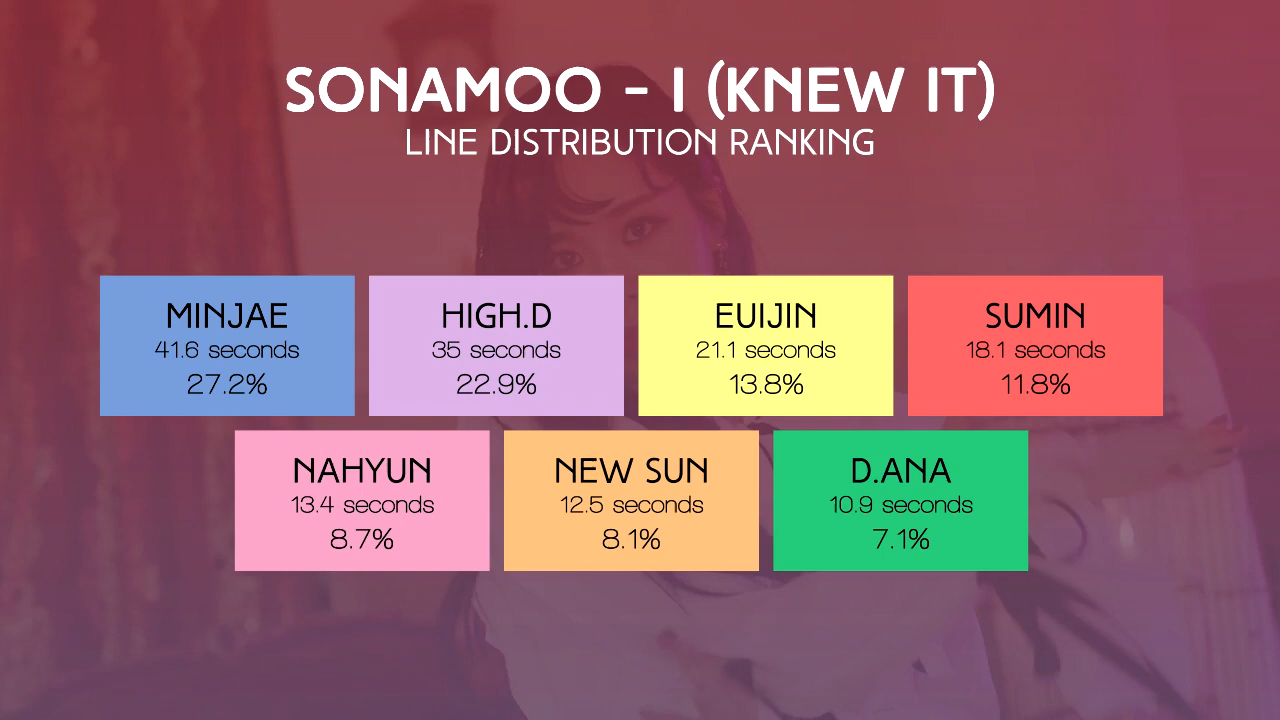 SONAMOO - I (KNEW IT)
LINE DISTRIBUTION RANKING
MINJAE
41.6 seconds
27.2%
HIGH.D
35 seconds
22.9%
EUIJIN
21.1 seconds
13.8%
SUMIN
18.1 seconds
11.8%
NAHYUN
13.4 seconds
8.7%
NEW SUN
12.5 seconds
8.1%
D.ANA
10.9 seconds
7.1%